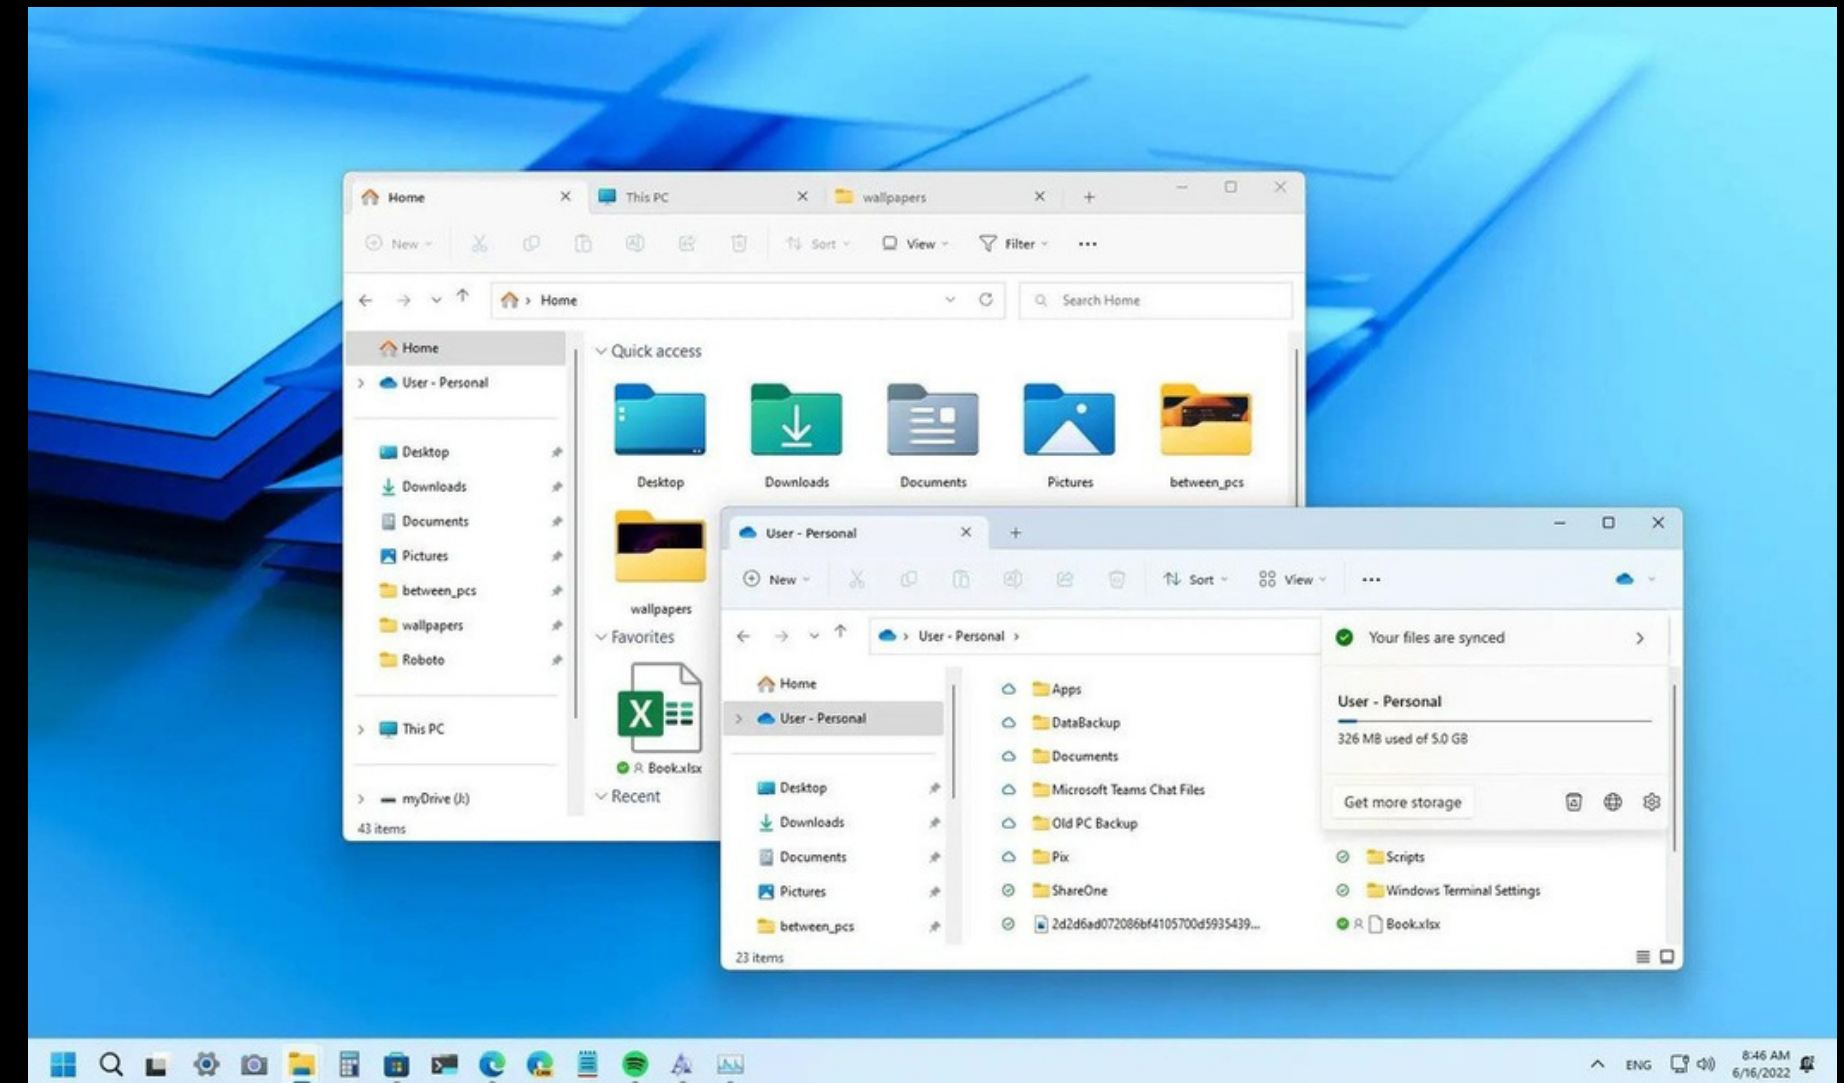 Home
This PC
wallpapers
New
Sort
View
Filter
Home
Search Home
Home
User - Personal
Desktop
Downloads
Documents
Pictures
between_pcs
wallpapers
Roboto
This PC
myDrive (J:)
43 items
Quick access
Desktop
Downloads
Documents
Pictures
between_pcs
wallpapers
Favorites
Book.xlsx
Recent
User - Personal
New
Sort
View
User - Personal
Home
User - Personal
Desktop
Downloads
Documents
Pictures
between_pcs
23 items
Apps
DataBackup
Documents
Microsoft Teams Chat Files
Old PC Backup
Pix
ShareOne
2d2d6ad072086bf4105700d5935439...
Your files are synced
User - Personal
326 MB used of 5.0 GB
Get more storage
Scripts
Windows Terminal Settings
Book.xlsx
ENG
8:46 AM
6/16/2022